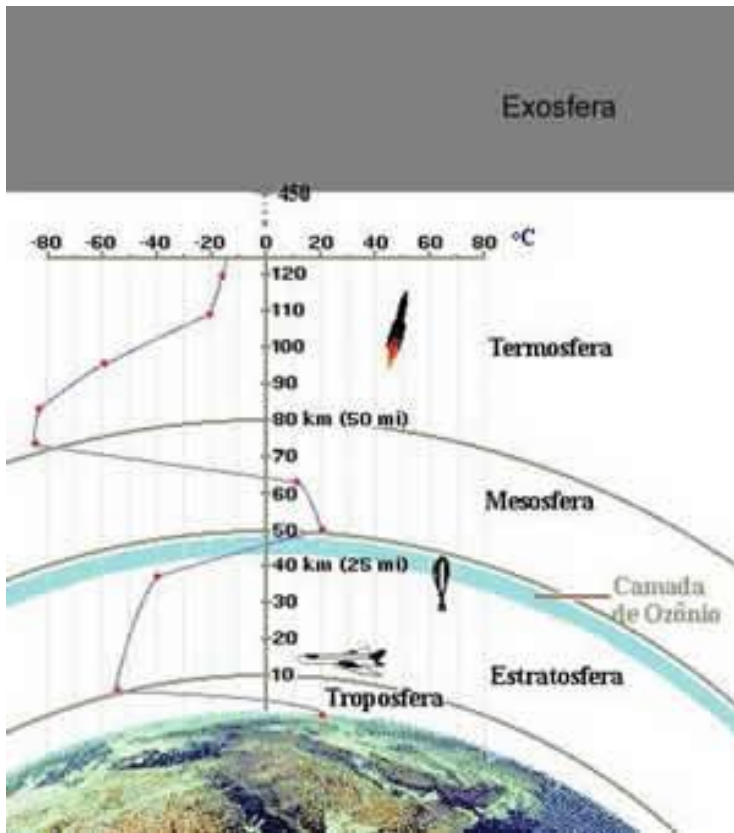 Exosfera
450
-80 -60 -40 -20 0 20 40 60 80 °C
120
110
100
Termosfera
90
80 km (50 mi)
70
60
Mesosfera
50
40 km (25 mi)
Camada
de Ozônio
30
20
10
Estratosfera
Troposfera